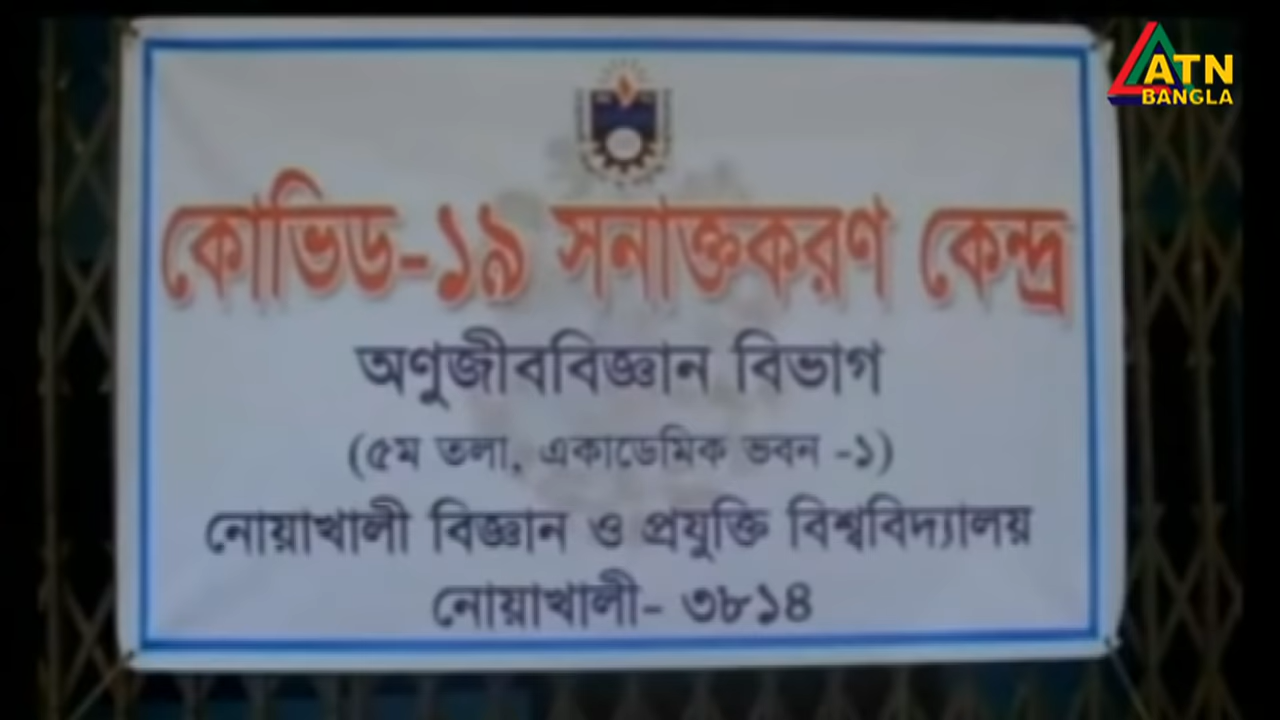 ATN
BANGLA
কোভিড-১৯ সনাক্তকরণ কেন্দ্র
অণুজীববিজ্ঞান বিভাগ
(৫ম তলা, একাডেমিক ভবন -১)
নোয়াখালী বিজ্ঞান ও প্রযুক্তি বিশ্ববিদ্যালয়
নোয়াখালী- ৩৮১৪